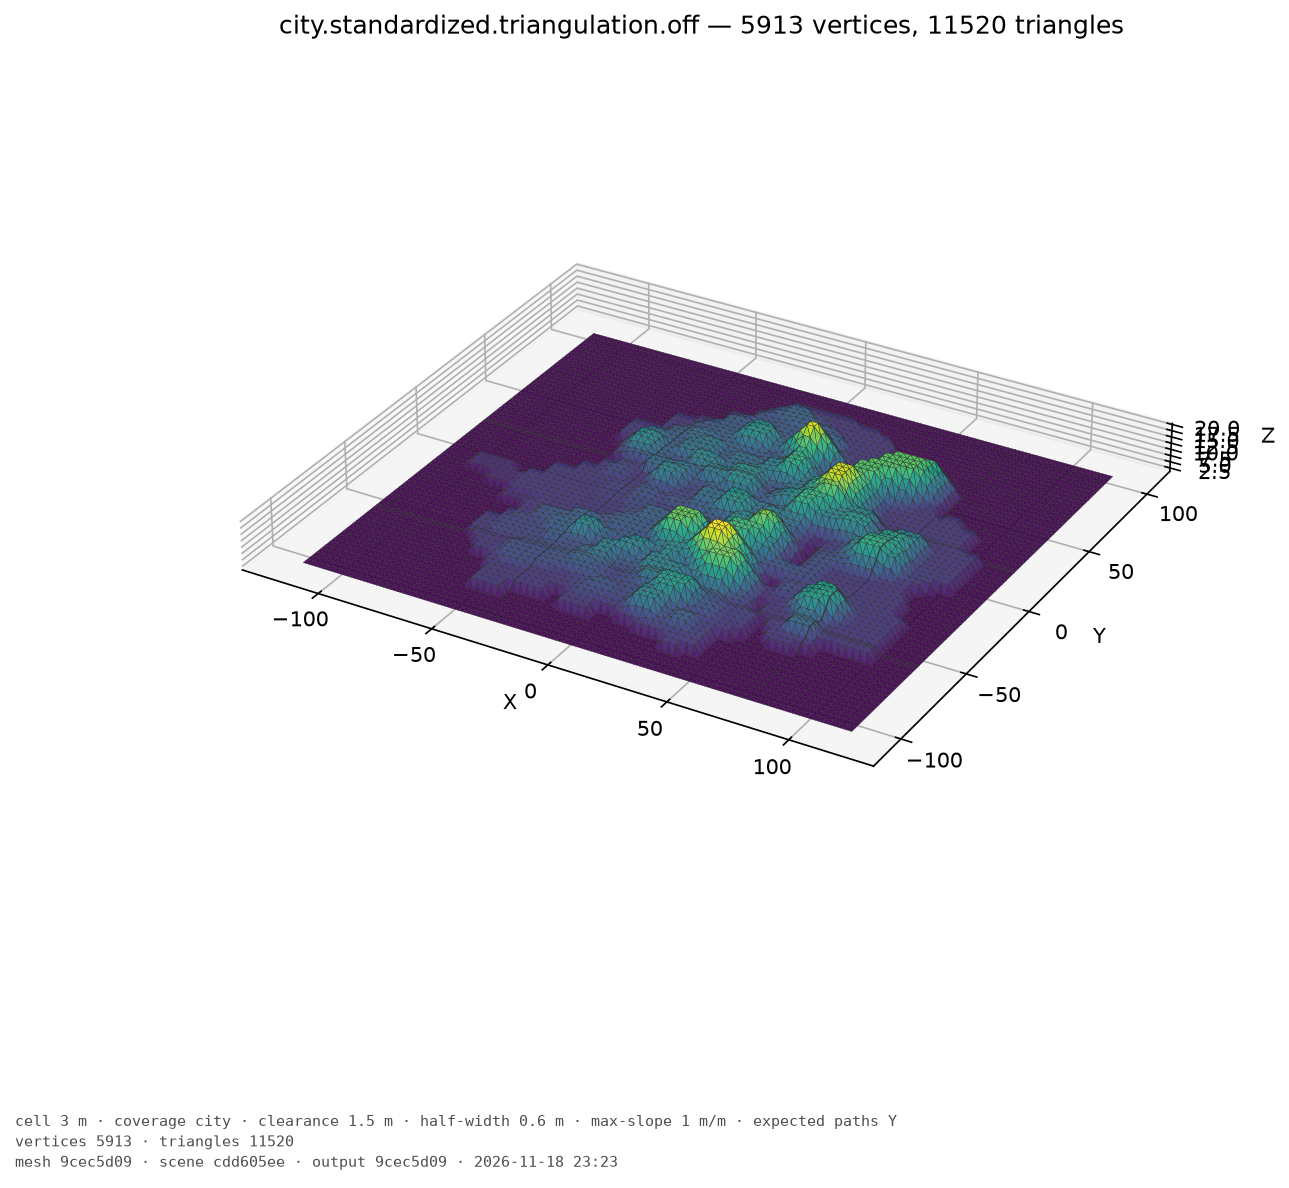 city.standardized.triangulation.off — 5913 vertices, 11520 triangles
20.0
Z
2.5
100
50
0
Y
−50
−100
−100
−50
X
0
50
100
cell 3 m · coverage city · clearance 1.5 m · half-width 0.6 m · max-slope 1 m/m · expected paths Y
vertices 5913 · triangles 11520
mesh 9cec5d09 · scene cdd605ee · output 9cec5d09 · 2026-11-18 23:23